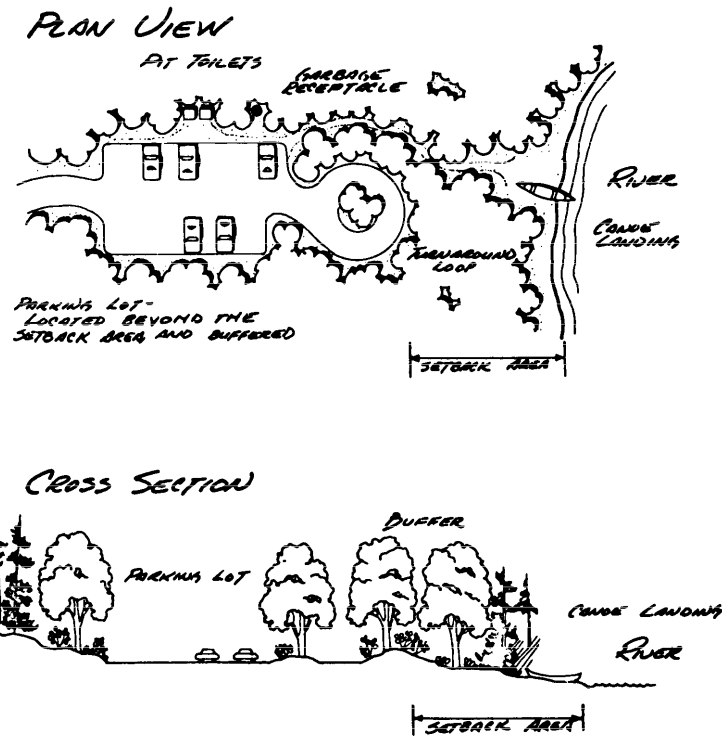 PLAN VIEW
PIT TOILETS
GARBAGE
RECEPTACLE
RIVER
CANOE
LANDING
TURNAROUND
LOOP
PARKING LOT-
LOCATED BEYOND THE
SETBACK AREA AND BUFFERED
SETBACK AREA
CROSS SECTION
BUFFER
PARKING LOT
CANOE LANDING
RIVER
SETBACK AREA